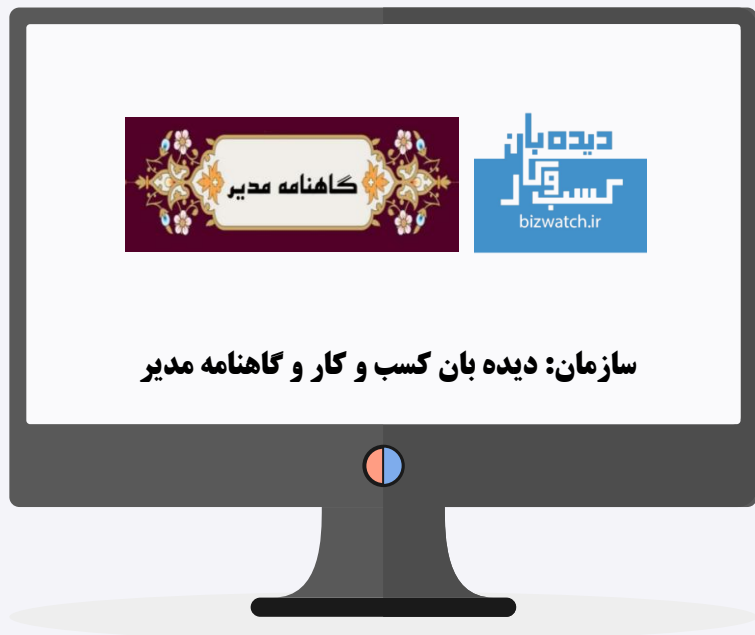 دیده بان
کسب و کار
bizwatch.ir
گاهنامه مدیر
سازمان: دیده بان کسب و کار و گاهنامه مدیر